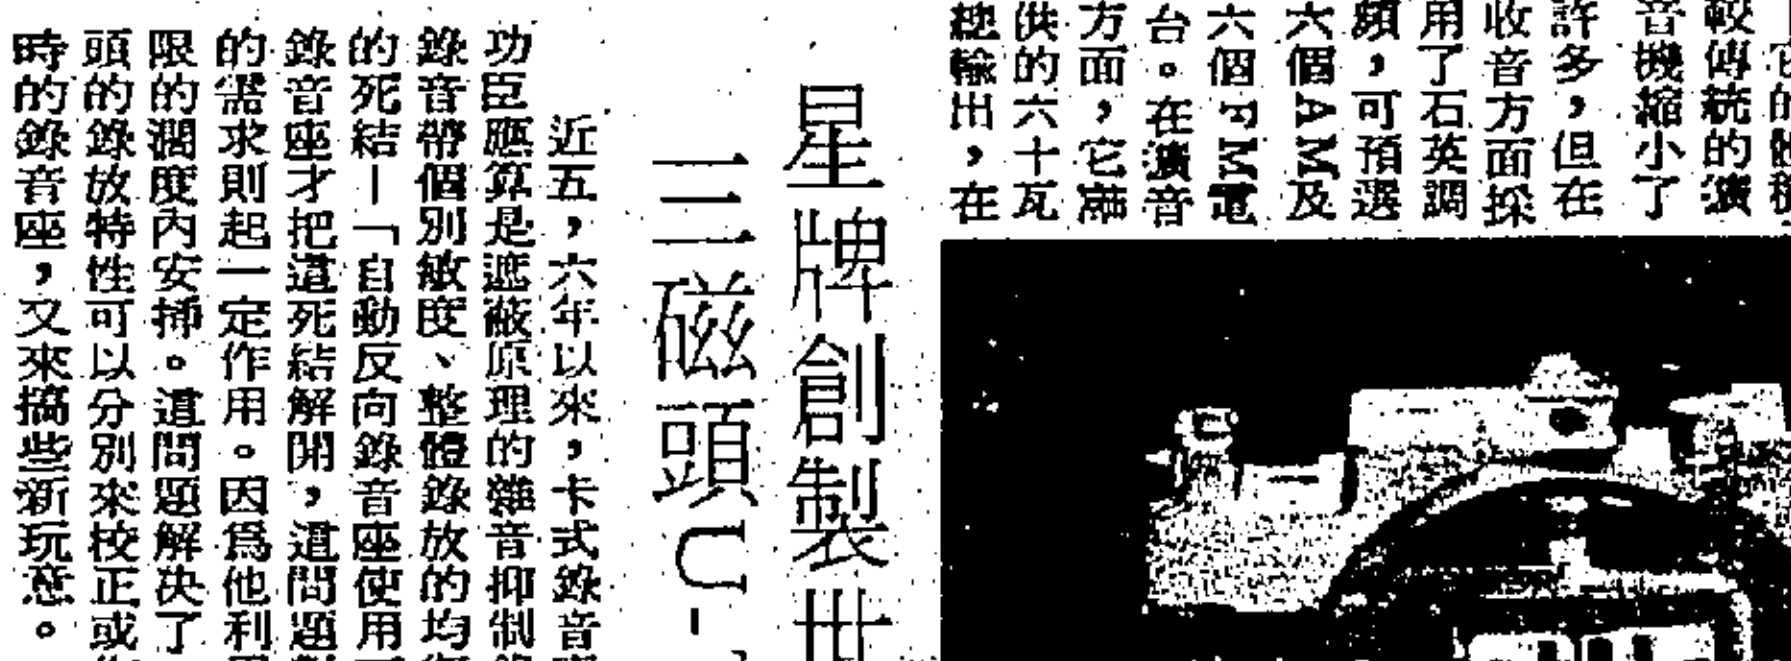 較傳統的擴
音機縮小了
許多，但在
收音方面採
用了石英調
頻，可預選
六個AM及
六個FM電
台。在擴音
方面，它提
供的六十瓦
總輸出，在
星牌創製世
三磁頭U-
近五，六年以來，卡式錄音
功臣應算是遮蔽原理的雜音抑制
錄音帶個別敏度、整體錄放的均
的死結—「自動反向錄音座使用
錄音座才把這死結解開，這問題
的需求則起一定作用。因爲他利
限的濶度內安揷。這問題解決了
頭的錄放特性可以分別來校正或
時的錄音座，又來搞些新玩意。